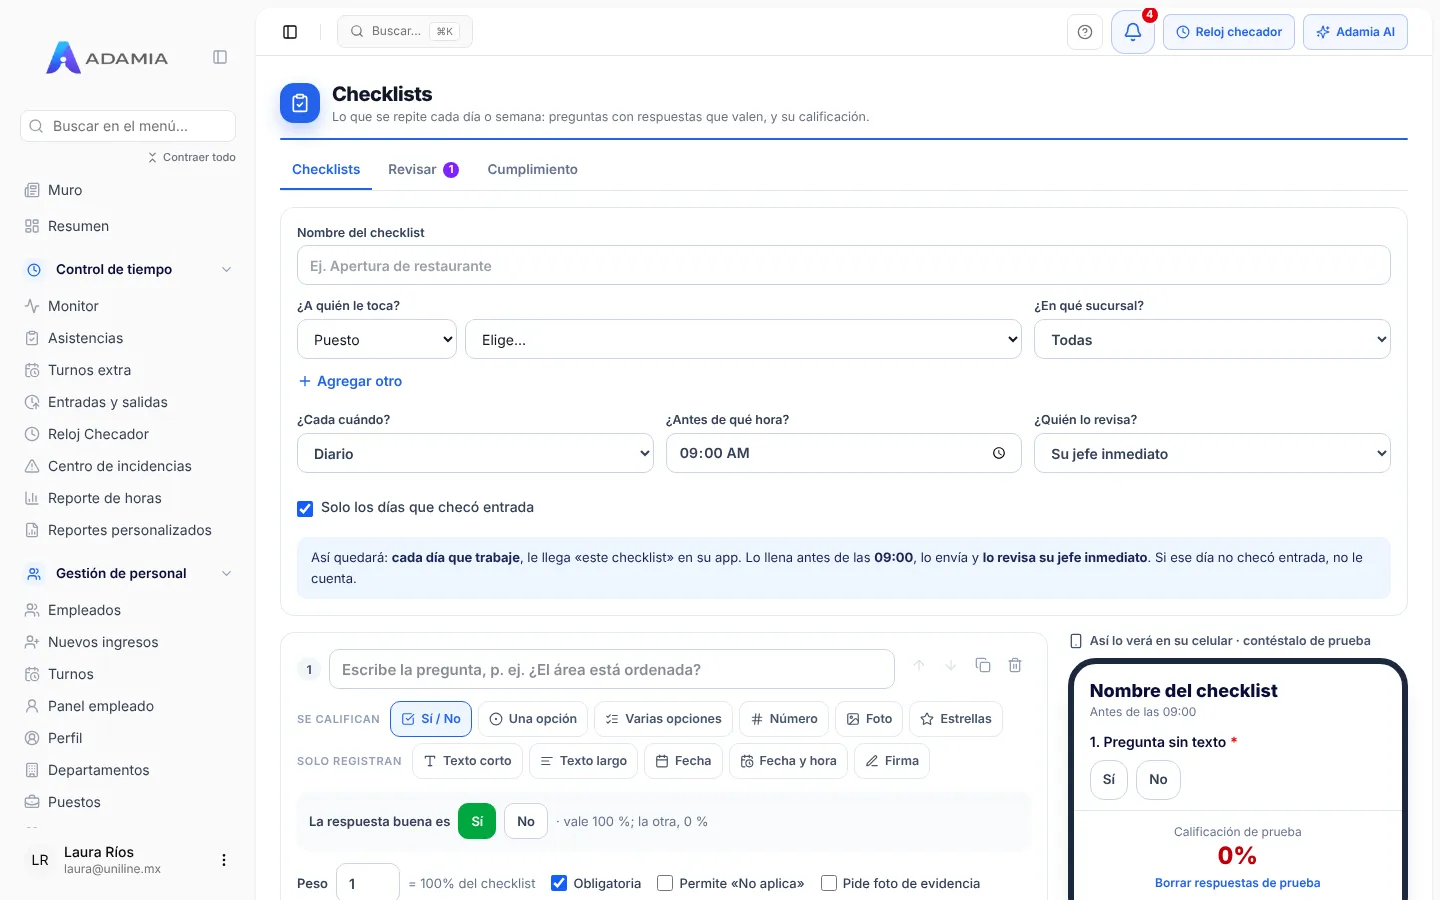 ADAMIA
Buscar... ⌘K
4
Reloj checador
Adamia AI
Buscar en el menú...
Contraer todo
Muro
Resumen
Control de tiempo
Monitor
Asistencias
Turnos extra
Entradas y salidas
Reloj Checador
Centro de incidencias
Reporte de horas
Reportes personalizados
Gestión de personal
Empleados
Nuevos ingresos
Turnos
Panel empleado
Perfil
Departamentos
Puestos
LR
Laura Ríos
laura@uniline.mx
Checklists
Lo que se repite cada día o semana: preguntas con respuestas que valen, y su calificación.
Checklists Revisar 1 Cumplimiento
Nombre del checklist
Ej. Apertura de restaurante
¿A quién le toca? ¿En qué sucursal?
Puesto Elige... Todas
+ Agregar otro
¿Cada cuándo? ¿Antes de qué hora? ¿Quién lo revisa?
Diario 09:00 AM Su jefe inmediato
Solo los días que checó entrada
Así quedará: cada día que trabaje, le llega «este checklist» en su app. Lo llena antes de las 09:00, lo envía y lo revisa su jefe inmediato. Si ese día no checó entrada, no le
cuenta.
1 Escribe la pregunta, p. ej. ¿El área está ordenada?
SE CALIFICAN Sí / No Una opción Varias opciones Número Foto Estrellas
SOLO REGISTRAN Texto corto Texto largo Fecha Fecha y hora Firma
La respuesta buena es Sí No · vale 100 %; la otra, 0 %
Peso 1 = 100% del checklist Obligatoria Permite «No aplica» Pide foto de evidencia
Así lo verá en su celular · contéstalo de prueba
Nombre del checklist
Antes de las 09:00
1. Pregunta sin texto *
Sí No
Calificación de prueba
0%
Borrar respuestas de prueba